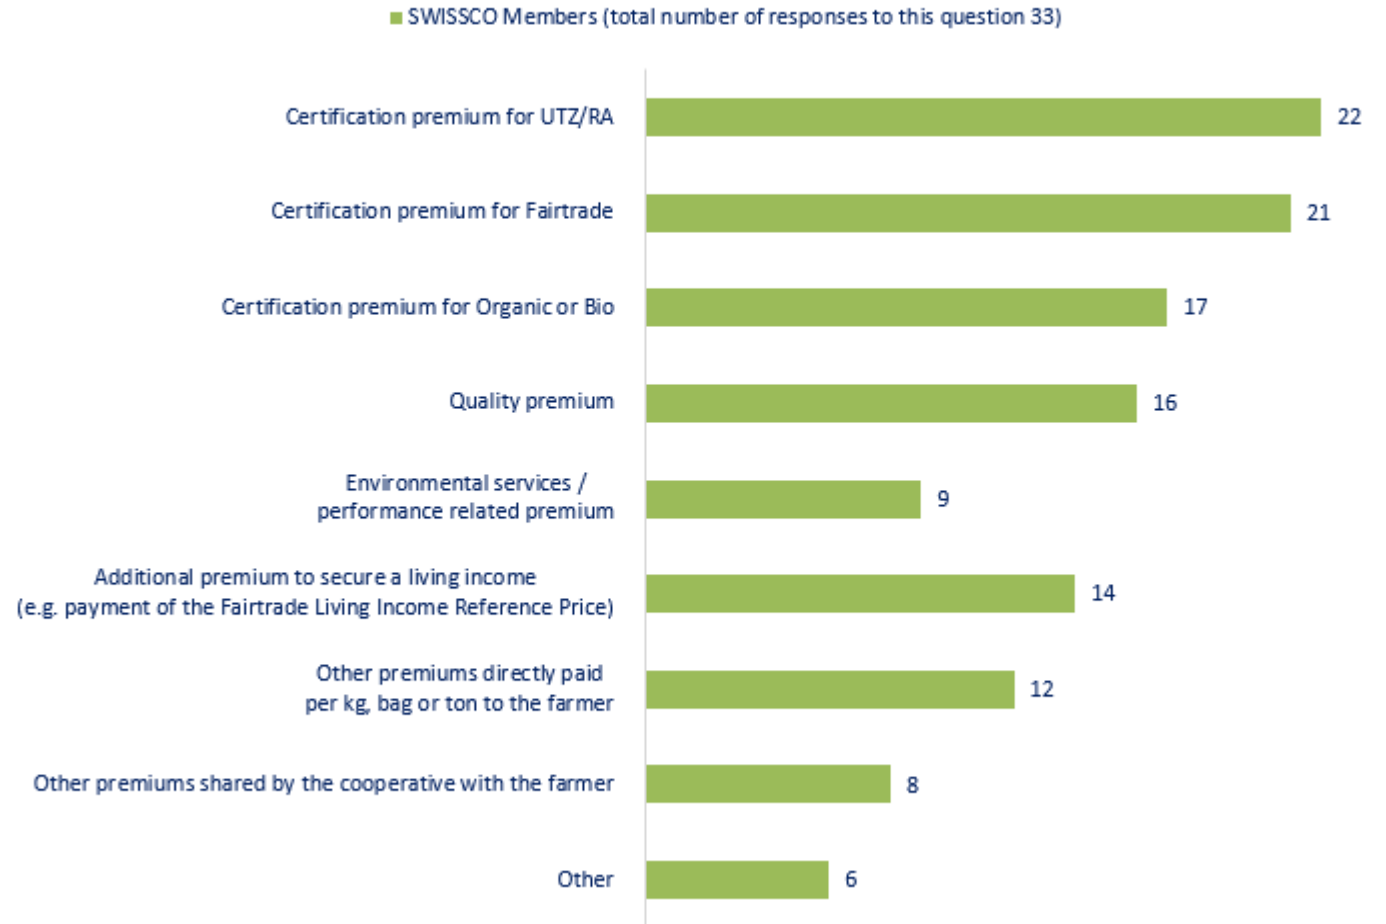 SWISSCO Members (total number of responses to this question 33)
Certification premium for UTZ/RA
22
Certification premium for Fairtrade
21
Certification premium for Organic or Bio
17
Quality premium
16
Environmental services /
performance related premium
9
Additional premium to secure a living income
(e.g. payment of the Fairtrade Living Income Reference Price)
14
Other premiums directly paid
per kg, bag or ton to the farmer
12
Other premiums shared by the cooperative with the farmer
8
Other
6